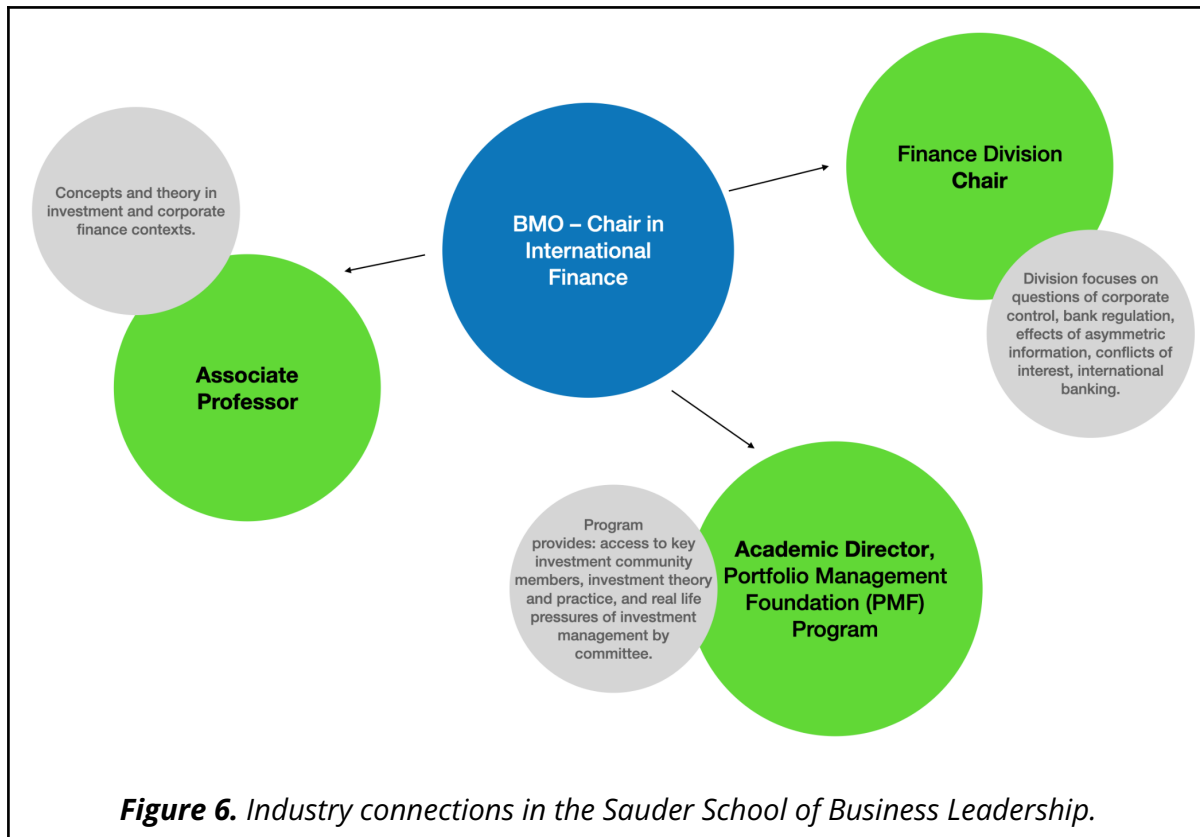 Concepts and theory in
investment and corporate
finance contexts.
Associate
Professor
BMO – Chair in
International
Finance
Finance Division
Chair
Division focuses on
questions of corporate
control, bank regulation,
effects of asymmetric
information, conflicts of
interest, international
banking.
Program
provides: access to key
investment community
members, investment theory
and practice, and real life
pressures of investment
management by
committee.
Academic Director,
Portfolio Management
Foundation (PMF)
Program
Figure 6. Industry connections in the Sauder School of Business Leadership.